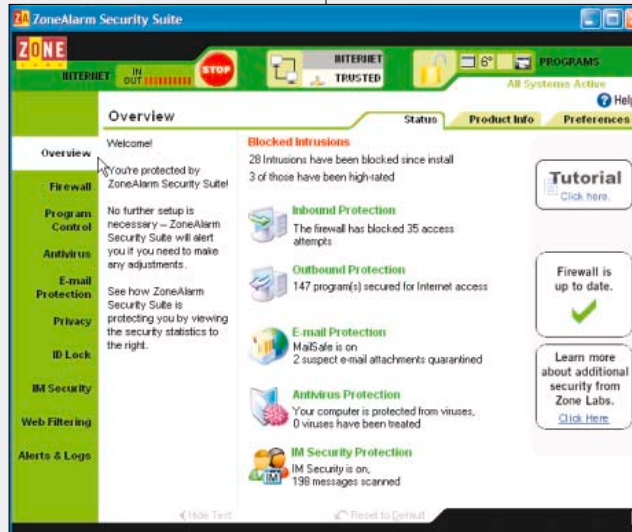 ZA ZoneAlarm Security Suite
ZONE
LABS
INTERNET
IN
OUT
STOP
INTERNET
TRUSTED
PROGRAMS
All Systems Active
Help
Overview
Status
Product Info
Preferences
Overview
Firewall
Program
Control
Antivirus
E-mail
Protection
Privacy
ID Lock
IM Security
Web Filtering
Alerts & Logs
Welcome!
You're protected by
ZoneAlarm Security Suite!
No further setup is
necessary – ZoneAlarm
Security Suite will alert
you if you need to make
any adjustments.
See how ZoneAlarm
Security Suite is
protecting you by viewing
the security statistics to
the right.
Blocked Intrusions
28 Intrusions have been blocked since install
3 of those have been high-rated
Inbound Protection
The firewall has blocked 35 access
attempts
Outbound Protection
147 program(s) secured for Internet access
E-mail Protection
MailSafe is on
2 suspect e-mail attachments quarantined
Antivirus Protection
Your computer is protected from viruses,
0 viruses have been treated
IM Security Protection
IM
IM Security is on,
198 messages scanned
Tutorial
Click here.
Firewall is
up to date.
Learn more
about additional
security from
Zone Labs.
Click Here
Hide Text
Reset to Default